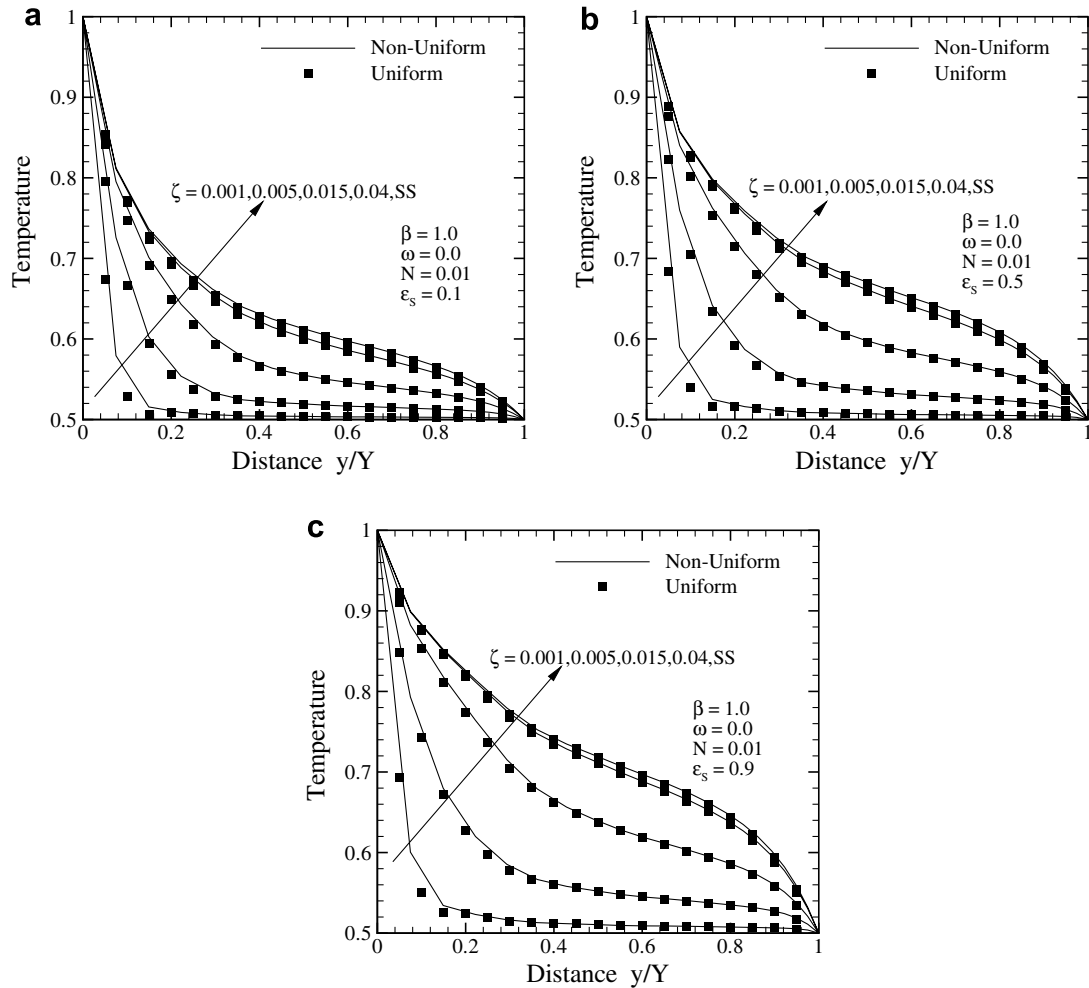 a
Non-Uniform
Uniform
ζ = 0.001,0.005,0.015,0.04,SS
β = 1.0
ω = 0.0
N = 0.01
εS = 0.1
Temperature
1
0.9
0.8
0.7
0.6
0.5
0 0.2 0.4 0.6 0.8 1
Distance y/Y
b
Non-Uniform
Uniform
ζ = 0.001,0.005,0.015,0.04,SS
β = 1.0
ω = 0.0
N = 0.01
εS = 0.5
Temperature
1
0.9
0.8
0.7
0.6
0.5
0 0.2 0.4 0.6 0.8 1
Distance y/Y
c
Non-Uniform
Uniform
ζ = 0.001,0.005,0.015,0.04,SS
β = 1.0
ω = 0.0
N = 0.01
εS = 0.9
Temperature
1
0.9
0.8
0.7
0.6
0.5
0 0.2 0.4 0.6 0.8 1
Distance y/Y